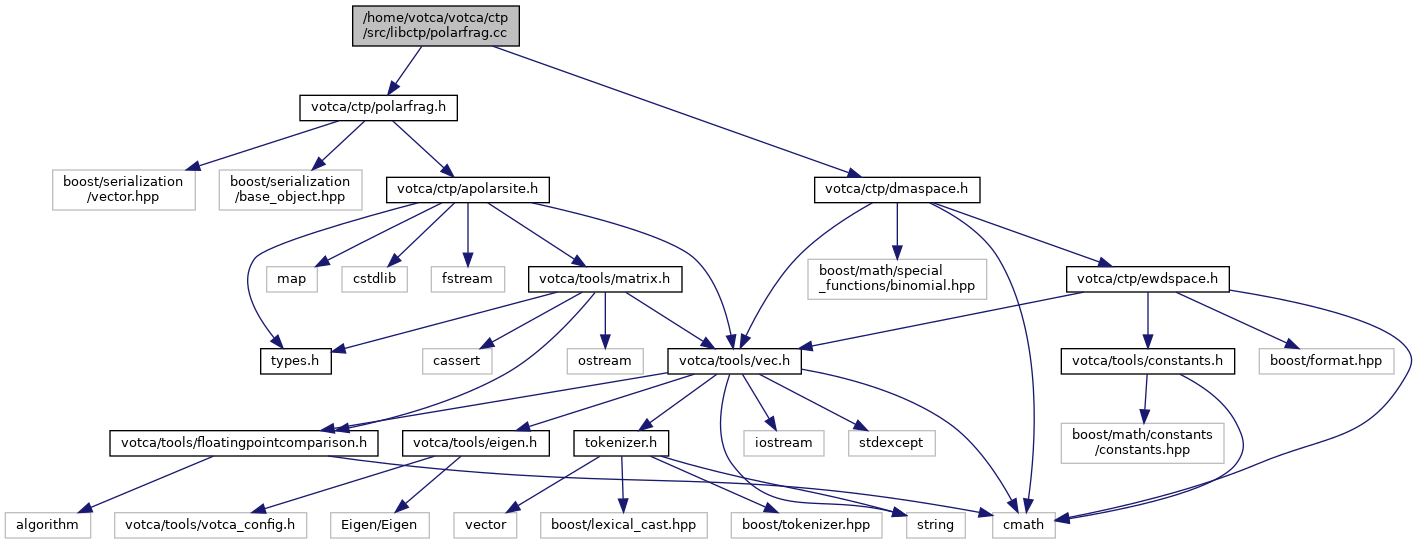 /home/votca/votca/ctp
/src/libctp/polarfrag.cc
votca/ctp/polarfrag.h
boost/serialization
/vector.hpp
boost/serialization
/base_object.hpp
votca/ctp/apolarsite.h
votca/ctp/dmaspace.h
map
cstdlib
fstream
votca/tools/matrix.h
boost/math/special
_functions/binomial.hpp
votca/ctp/ewdspace.h
types.h
cassert
ostream
votca/tools/vec.h
votca/tools/constants.h
boost/format.hpp
votca/tools/floatingpointcomparison.h
votca/tools/eigen.h
tokenizer.h
iostream
stdexcept
boost/math/constants
/constants.hpp
algorithm
votca/tools/votca_config.h
Eigen/Eigen
vector
boost/lexical_cast.hpp
boost/tokenizer.hpp
string
cmath